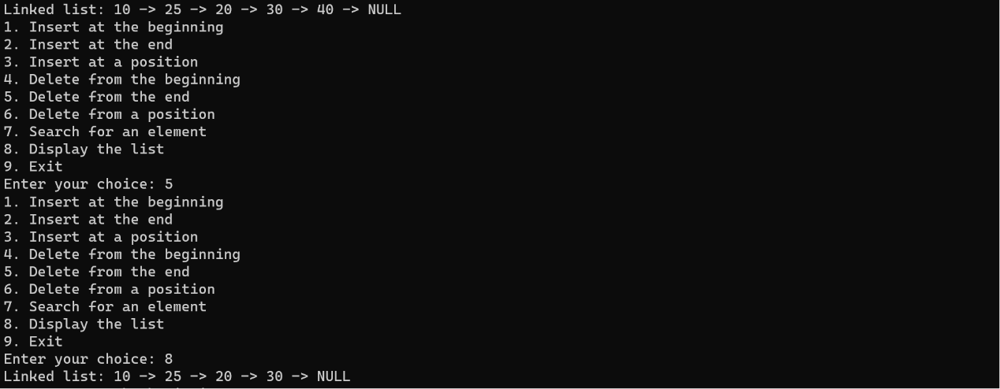 Linked list: 10 -> 25 -> 20 -> 30 -> 40 -> NULL
1. Insert at the beginning
2. Insert at the end
3. Insert at a position
4. Delete from the beginning
5. Delete from the end
6. Delete from a position
7. Search for an element
8. Display the list
9. Exit
Enter your choice: 5
1. Insert at the beginning
2. Insert at the end
3. Insert at a position
4. Delete from the beginning
5. Delete from the end
6. Delete from a position
7. Search for an element
8. Display the list
9. Exit
Enter your choice: 8
Linked list: 10 -> 25 -> 20 -> 30 -> NULL